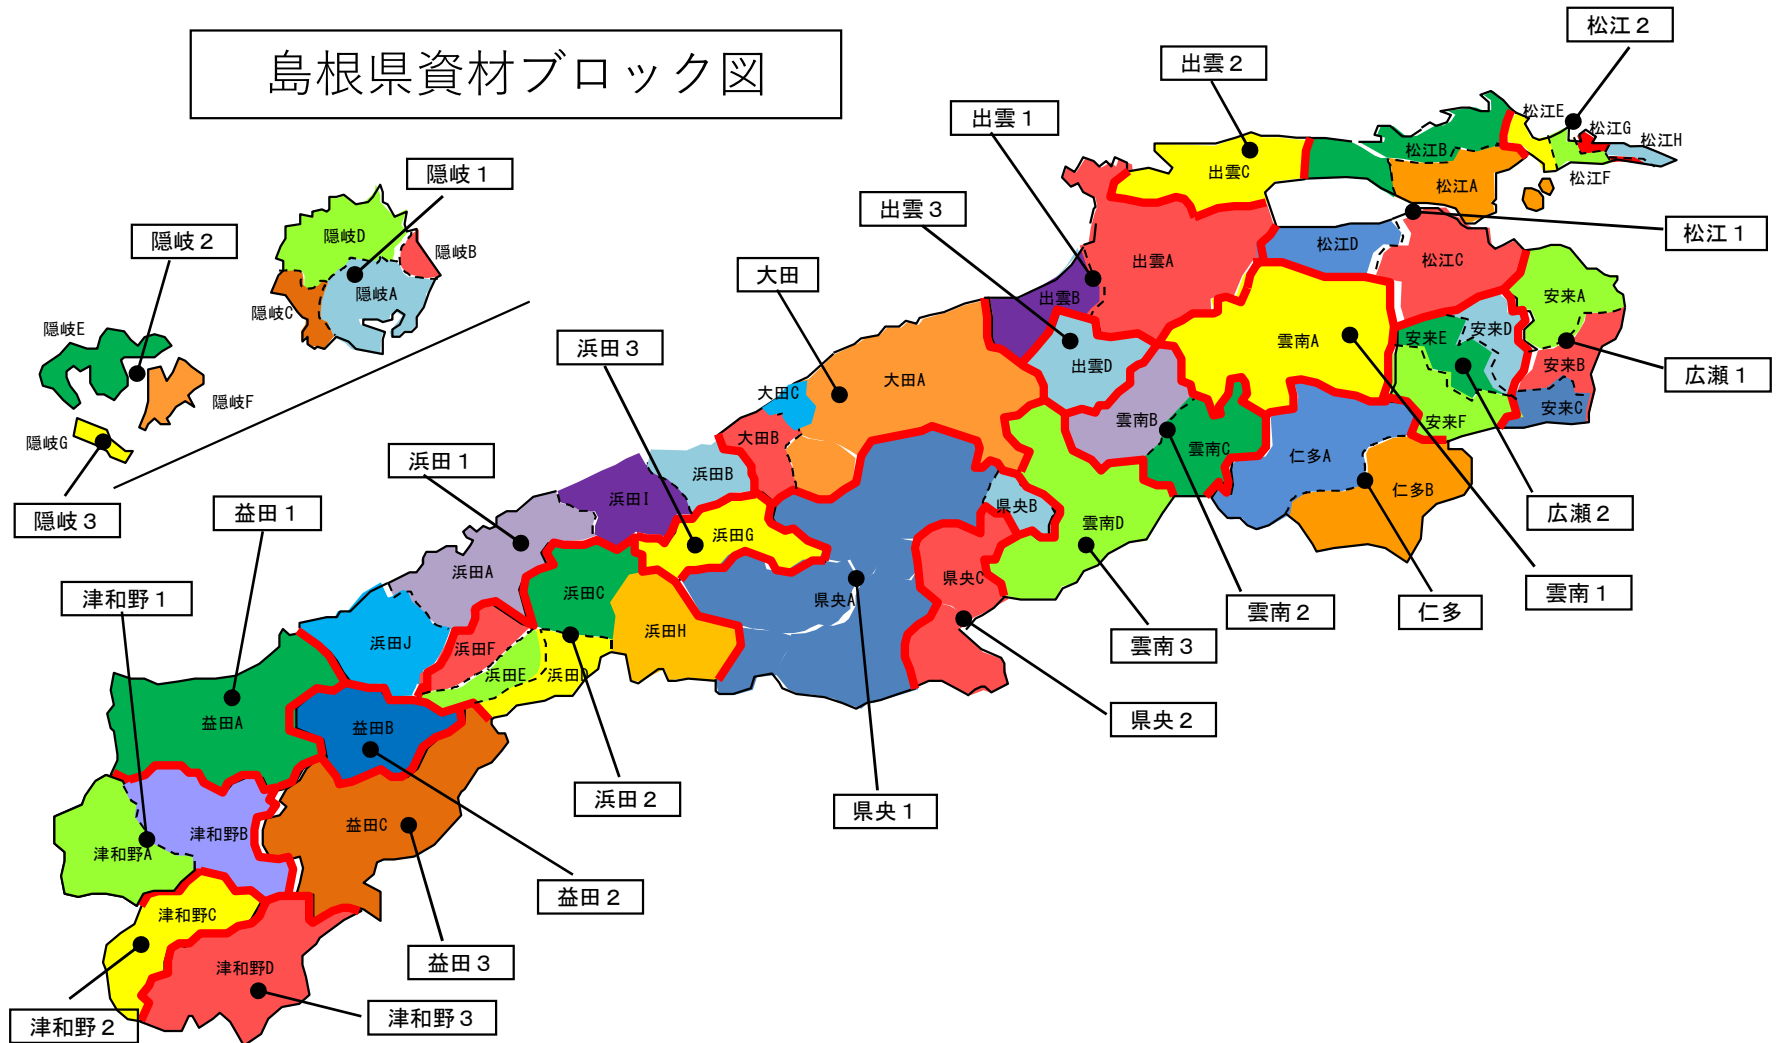 島根県資材ブロック図
松江２
出雲２
出雲１
松江E
松江G
松江H
松江B
松江F
松江A
出雲C
隠岐１
出雲３
隠岐２
隠岐D
隠岐B
松江１
松江D
松江C
出雲A
大田
隠岐A
隠岐C
出雲B
安来A
隠岐E
浜田３
安来D
安来E
雲南A
安来B
広瀬１
出雲D
大田A
大田C
隠岐F
安来C
雲南B
安来F
大田B
隠岐G
雲南C
仁多A
浜田１
浜田B
仁多B
浜田I
県央B
隠岐３
益田１
雲南D
広瀬２
浜田G
浜田A
県央C
浜田C
県央A
津和野１
雲南１
雲南２
仁多
浜田H
浜田J
浜田F
雲南３
浜田E
浜田D
益田A
益田B
県央２
浜田２
県央１
益田C
津和野B
津和野A
益田２
津和野C
益田３
津和野D
津和野３
津和野２